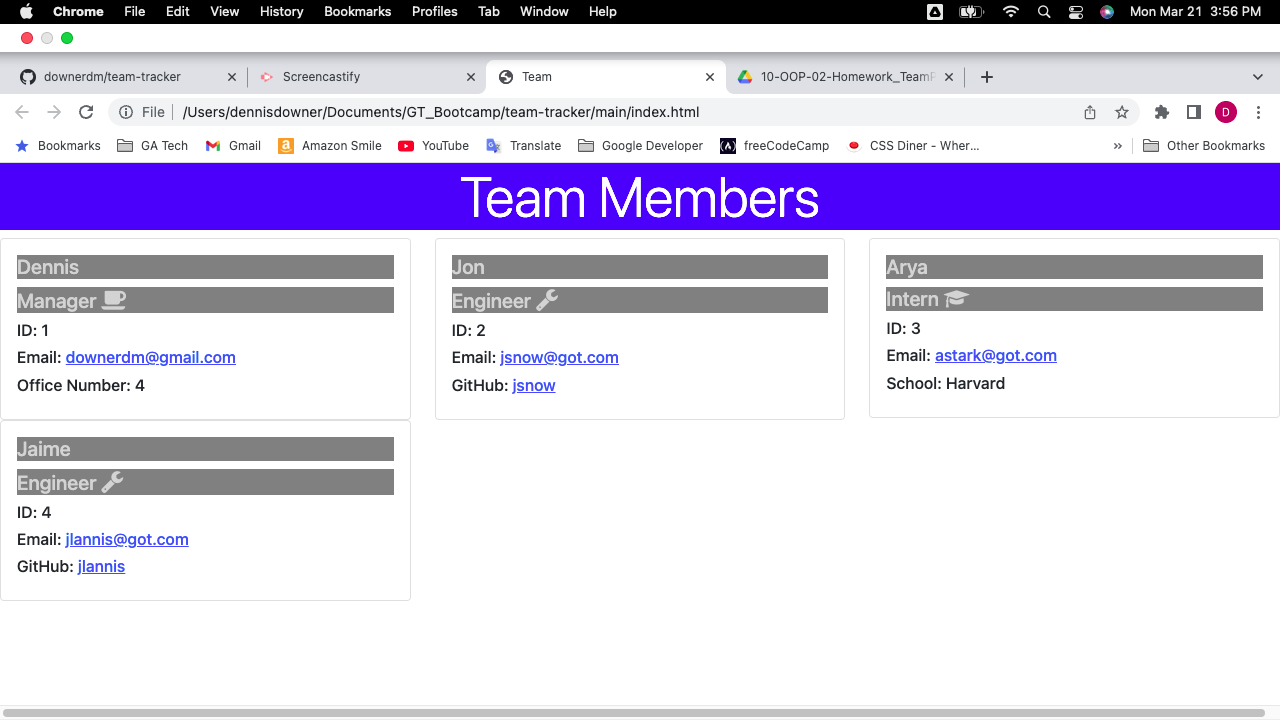 Chrome File Edit View History Bookmarks Profiles Tab Window Help Mon Mar 21 3:56 PM
downerdm/team-tracker Screencastify Team 10-OOP-02-Homework_TeamP
File /Users/dennisdowner/Documents/GT_Bootcamp/team-tracker/main/index.html D
Bookmarks GA Tech Gmail Amazon Smile YouTube Translate Google Developer freeCodeCamp CSS Diner - Wher... » Other Bookmarks
Team Members
Dennis
Manager
ID: 1
Email: downerdm@gmail.com
Office Number: 4
Jon
Engineer
ID: 2
Email: jsnow@got.com
GitHub: jsnow
Arya
Intern
ID: 3
Email: astark@got.com
School: Harvard
Jaime
Engineer
ID: 4
Email: jlannis@got.com
GitHub: jlannis